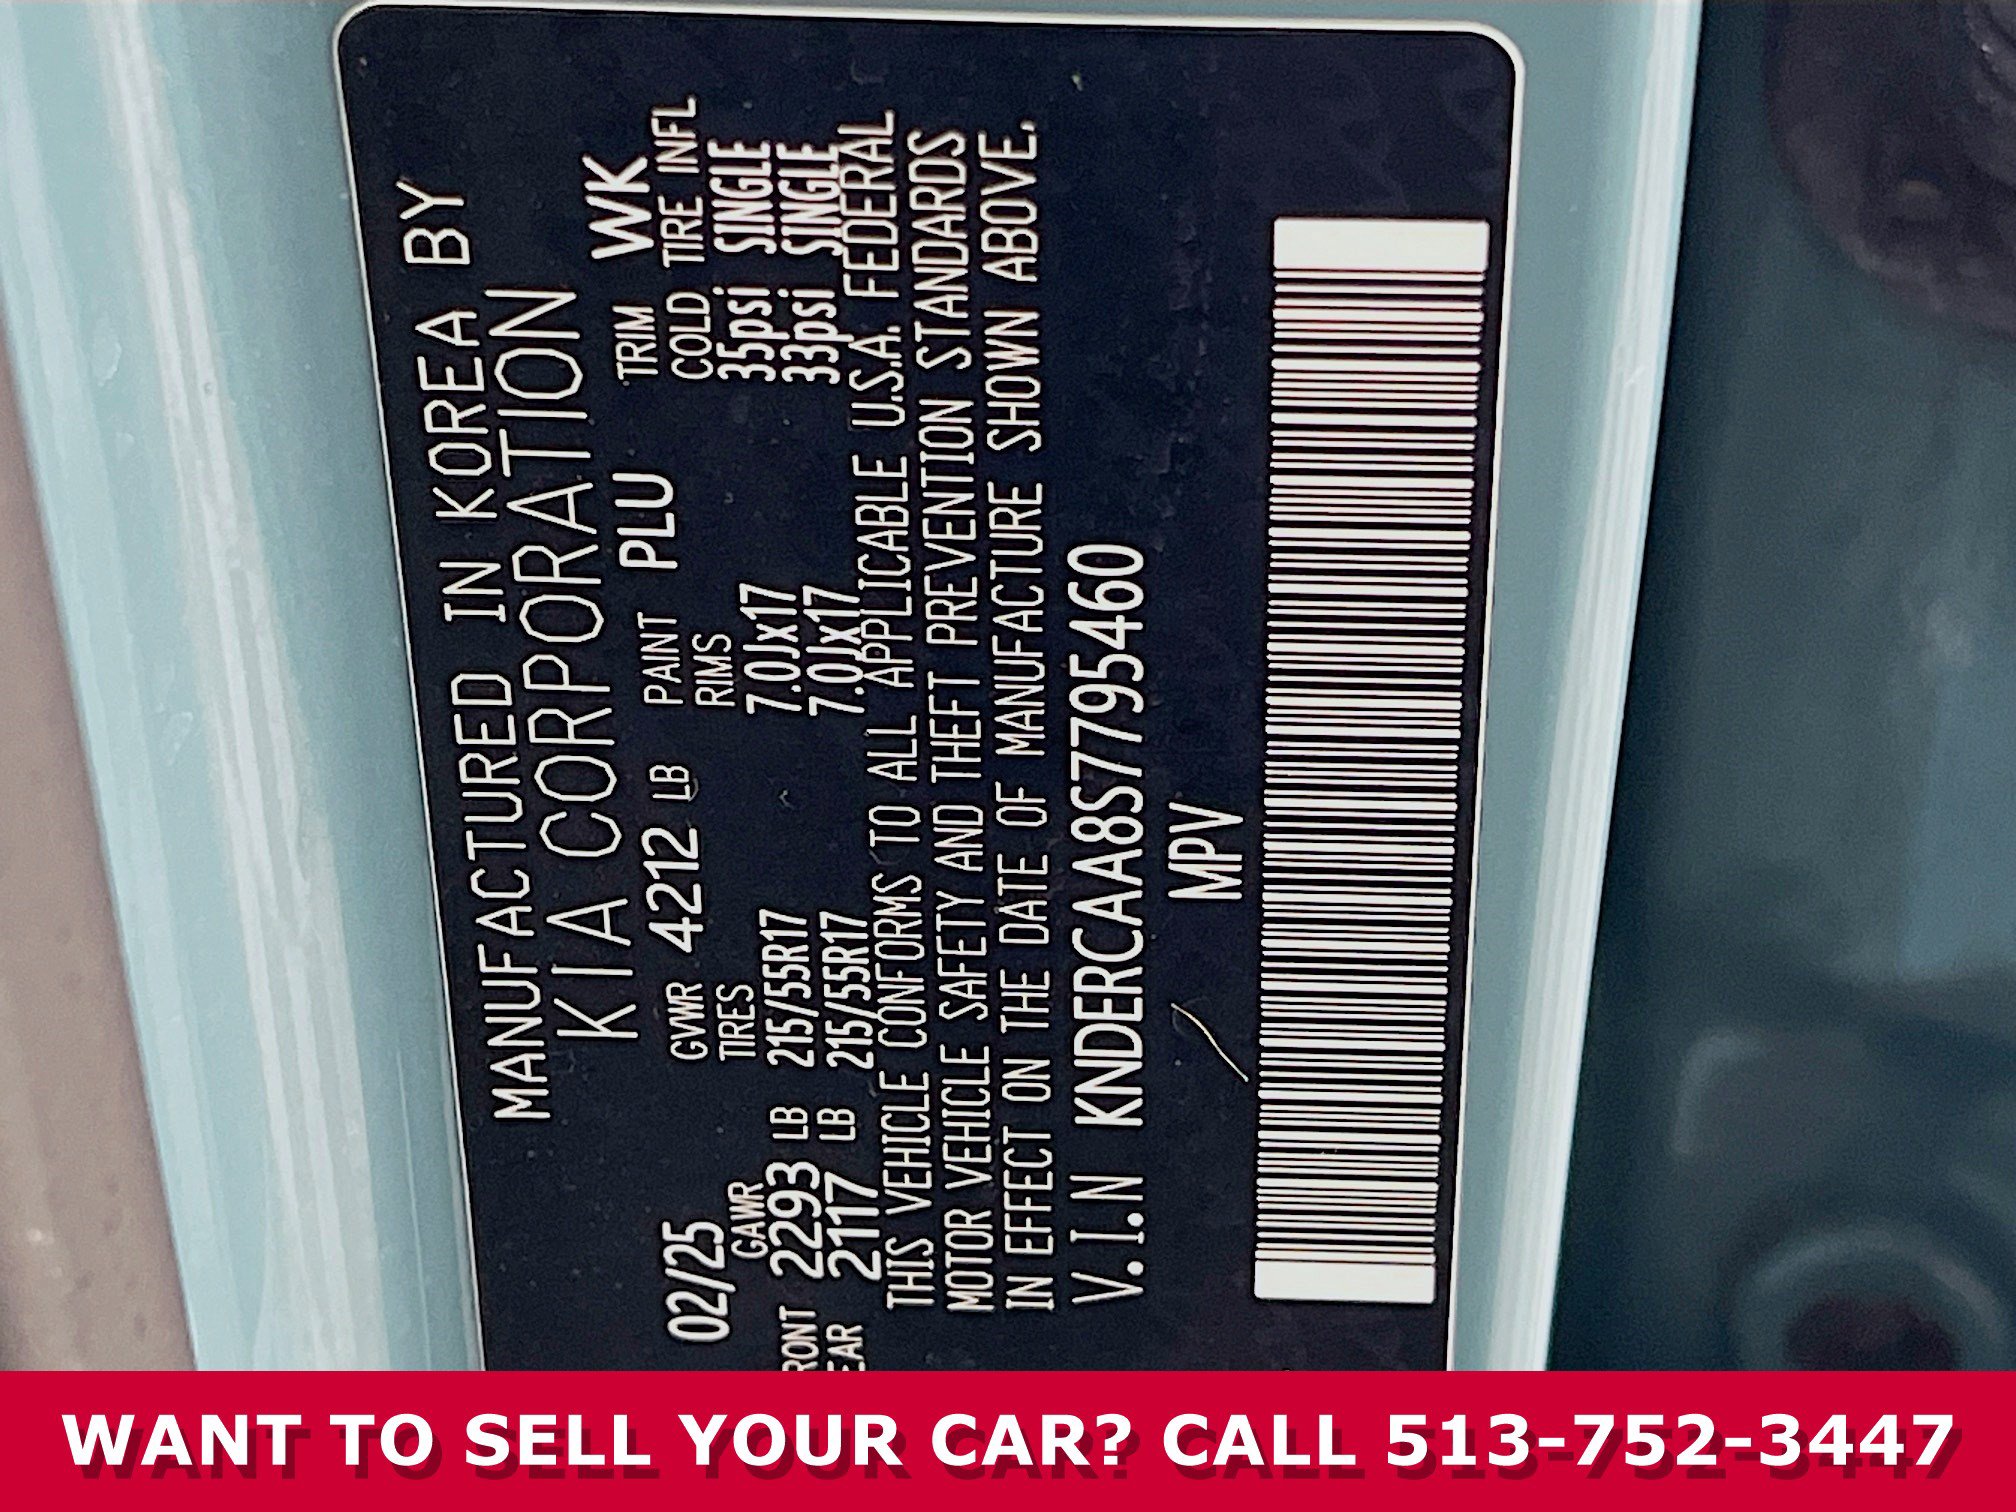 MANUFACTURED IN KOREA BY
KIA CORPORATION
02/25 GVWR 4212 LB PAINT PLU TRIM WK
GAWR TIRES RIMS COLD TIRE INFL
RONT 2293 LB 215/55R17 7.0Jx17 35psi SINGLE
EAR 2117 LB 215/55R17 7.0Jx17 33psi SINGLE
THIS VEHICLE CONFORMS TO ALL APPLICABLE U.S.A. FEDERAL
MOTOR VEHICLE SAFETY AND THEFT PREVENTION STANDARDS
IN EFFECT ON THE DATE OF MANUFACTURE SHOWN ABOVE.
V.I.N KNDERCAA8S7795460
MPV
WANT TO SELL YOUR CAR? CALL 513-752-3447